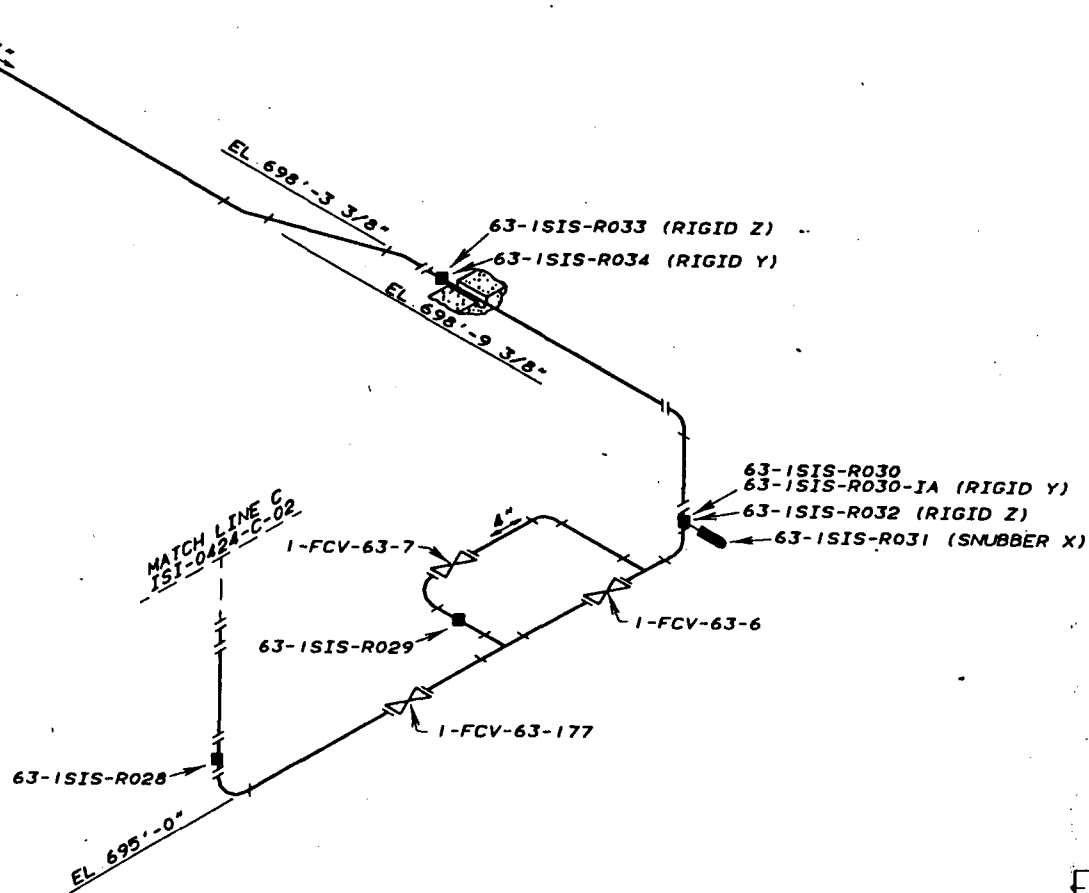 EL 698'-3 3/8"
63-1SIS-R033 (RIGID Z)
63-1SIS-R034 (RIGID Y)
EL 698'-9 3/8"
63-1SIS-R030
63-1SIS-R030-IA (RIGID Y)
63-1SIS-R032 (RIGID Z)
63-1SIS-R031 (SNUBBER X)
MATCH LINE C
ISI-0424-C-02
4"
1-FCV-63-7
1-FCV-63-6
63-1SIS-R029
1-FCV-63-177
63-1SIS-R028
EL 695'-0"